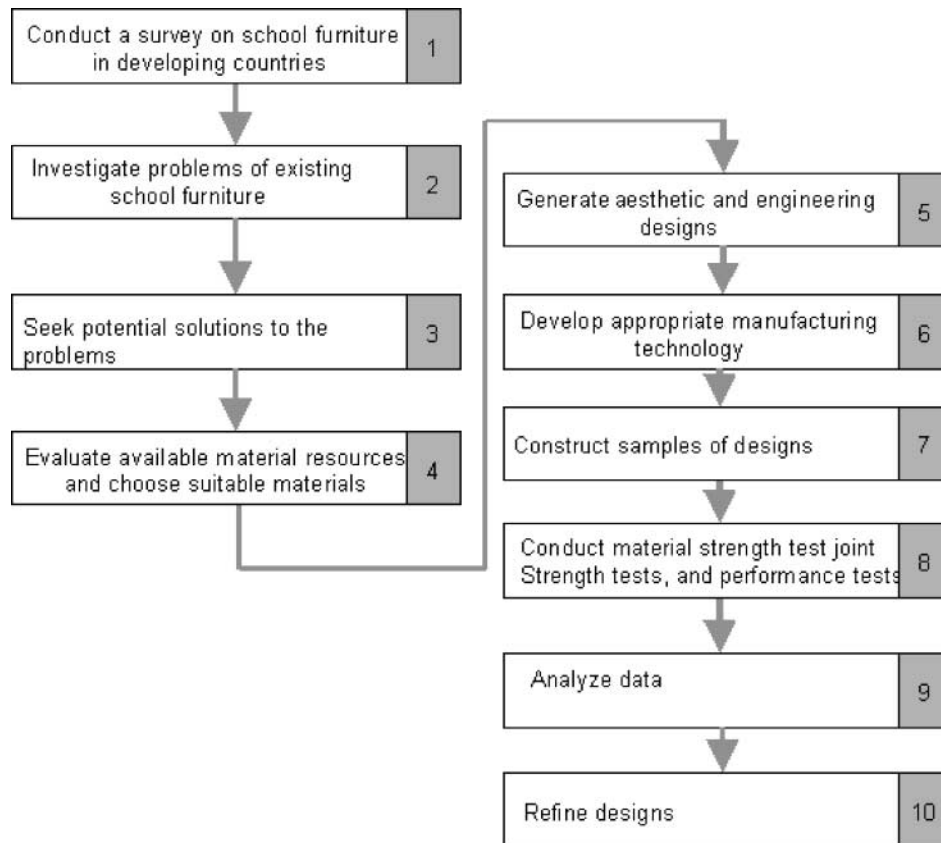 Conduct a survey on school furniture
in developing countries
1
Investigate problems of existing
school furniture
2
Seek potential solutions to the
problems
3
Evaluate available material resources
and choose suitable materials
4
Generate aesthetic and engineering
designs
5
Develop appropriate manufacturing
technology
6
Construct samples of designs
7
Conduct material strength test joint
Strength tests, and performance tests
8
Analyze data
9
Refine designs
10